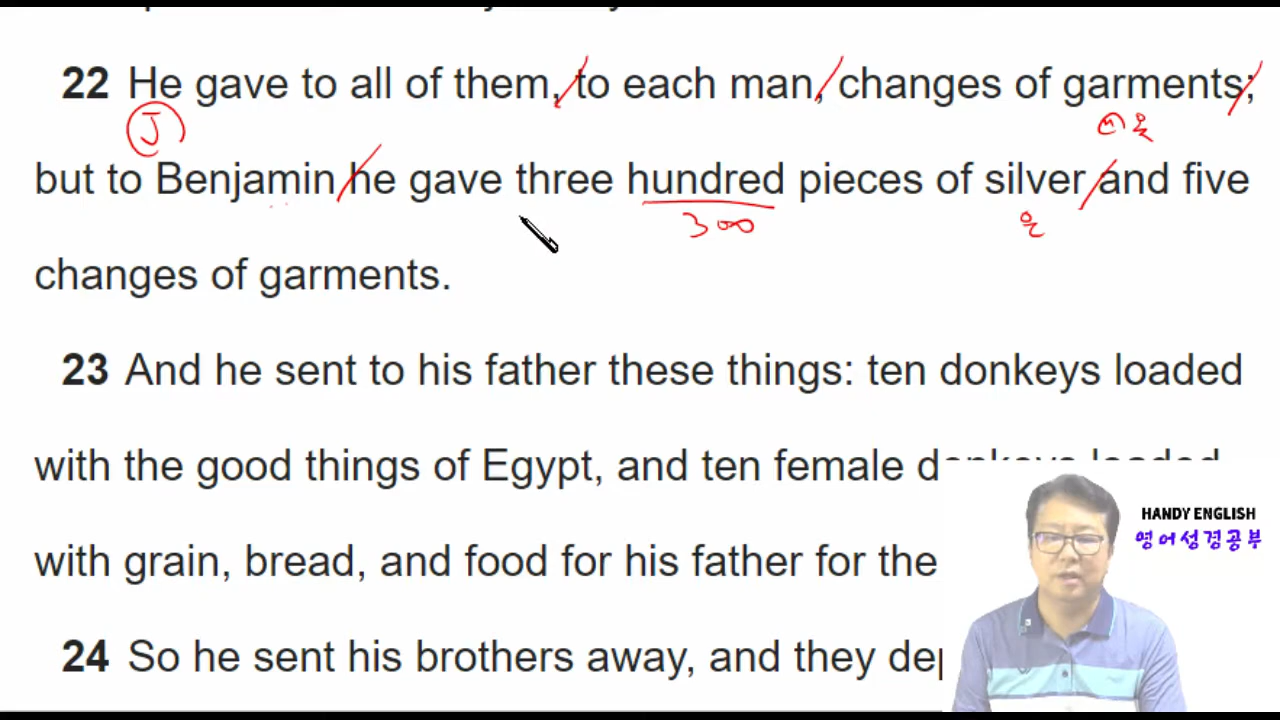 22 He gave to all of them, to each man, changes of garments;
J
but to Benjamin he gave three hundred pieces of silver and five
300
은
changes of garments.
23 And he sent to his father these things: ten donkeys loaded
with the good things of Egypt, and ten female donkeys loaded
with grain, bread, and food for his father for the
24 So he sent his brothers away, and they dep
HANDY ENGLISH
영어성경공부